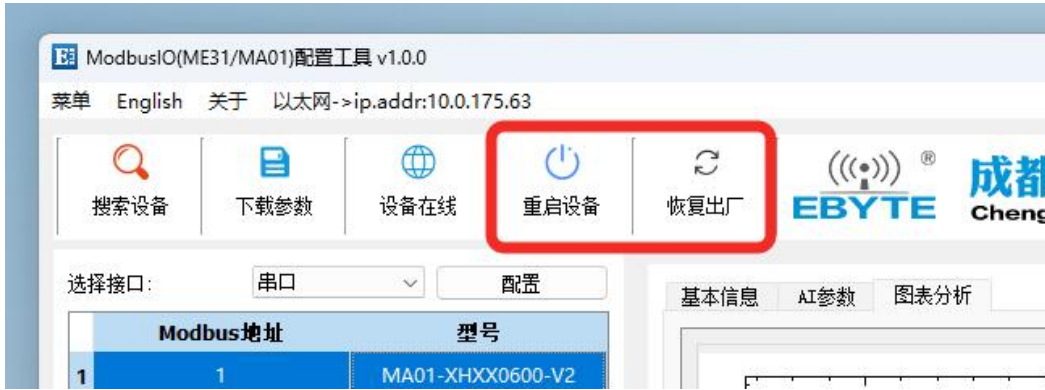 ModbusIO(ME31/MA01)配置工具 v1.0.0
菜单 English 关于 以太网->ip.addr:10.0.175.63
搜索设备 下载参数 设备在线 重启设备 恢复出厂
EBYTE ®
成都
Cheng
选择接口: 串口 配置
基本信息 AI参数 图表分析
Modbus地址 型号
1 1 MA01-XHXX0600-V2